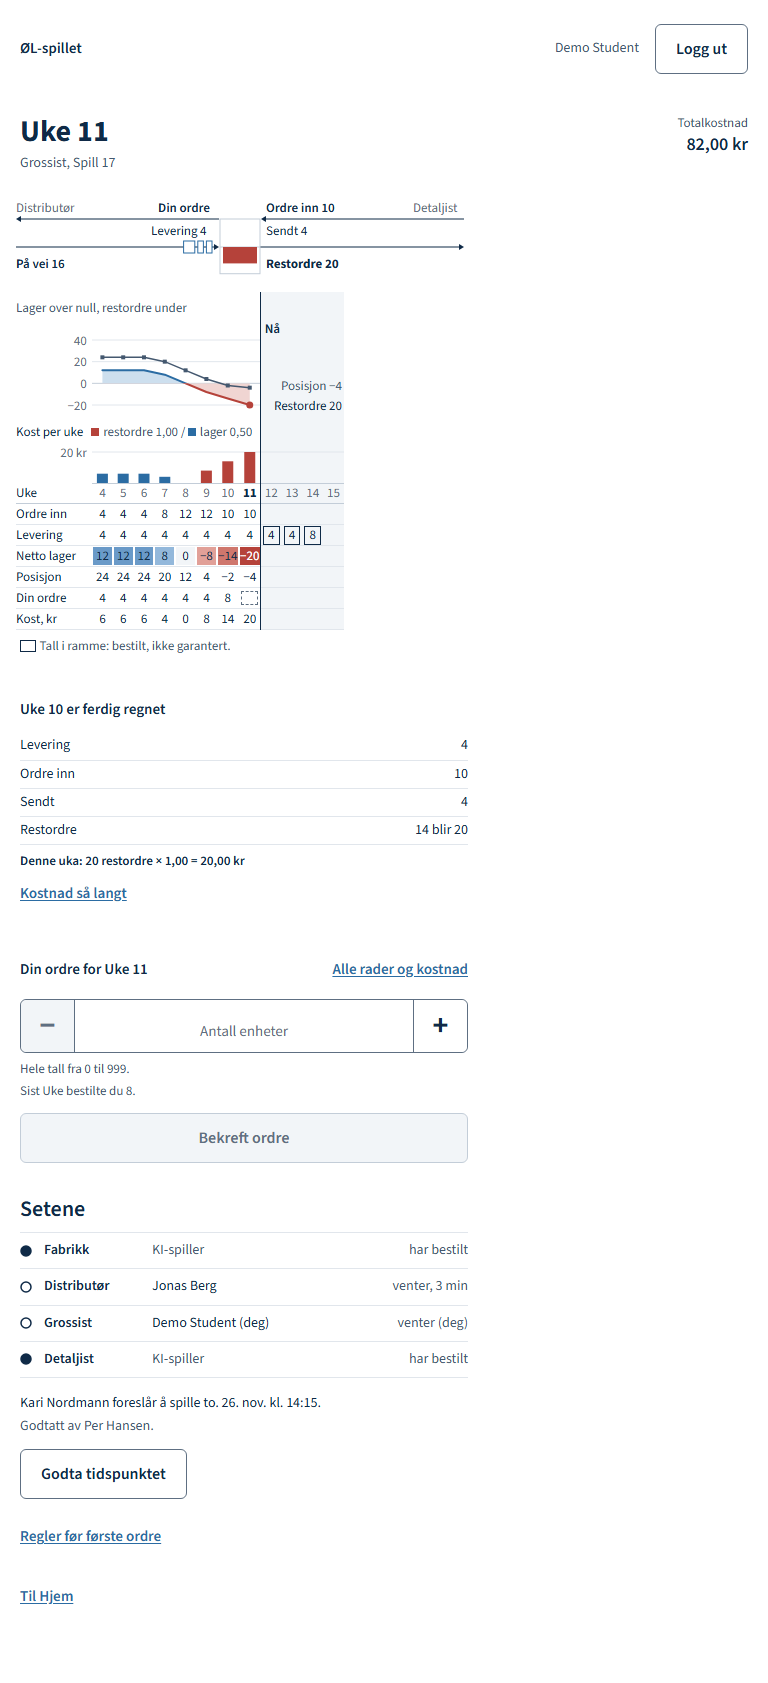 ØL-spillet Demo Student Logg ut
Uke 11 Totalkostnad
Grossist, Spill 17 82,00 kr
Distributør Din ordre Ordre inn 10 Detaljist
Levering 4 Sendt 4
På vei 16 Restordre 20
Lager over null, restordre under
Nå
40
20
0 Posisjon −4
−20 Restordre 20
Kost per uke restordre 1,00 / lager 0,50
20 kr
Uke 4 5 6 7 8 9 10 11 12 13 14 15
Ordre inn 4 4 4 8 12 12 10 10
Levering 4 4 4 4 4 4 4 4 4 4 8
Netto lager 12 12 12 8 0 −8 −14 −20
Posisjon 24 24 24 20 12 4 −2 −4
Din ordre 4 4 4 4 4 4 8
Kost, kr 6 6 6 4 0 8 14 20
Tall i ramme: bestilt, ikke garantert.
Uke 10 er ferdig regnet
Levering 4
Ordre inn 10
Sendt 4
Restordre 14 blir 20
Denne uka: 20 restordre × 1,00 = 20,00 kr
Kostnad så langt
Din ordre for Uke 11 Alle rader og kostnad
− Antall enheter +
Hele tall fra 0 til 999.
Sist Uke bestilte du 8.
Bekreft ordre
Setene
Fabrikk KI-spiller har bestilt
Distributør Jonas Berg venter, 3 min
Grossist Demo Student (deg) venter (deg)
Detaljist KI-spiller har bestilt
Kari Nordmann foreslår å spille to. 26. nov. kl. 14:15.
Godtatt av Per Hansen.
Godta tidspunktet
Regler før første ordre
Til Hjem